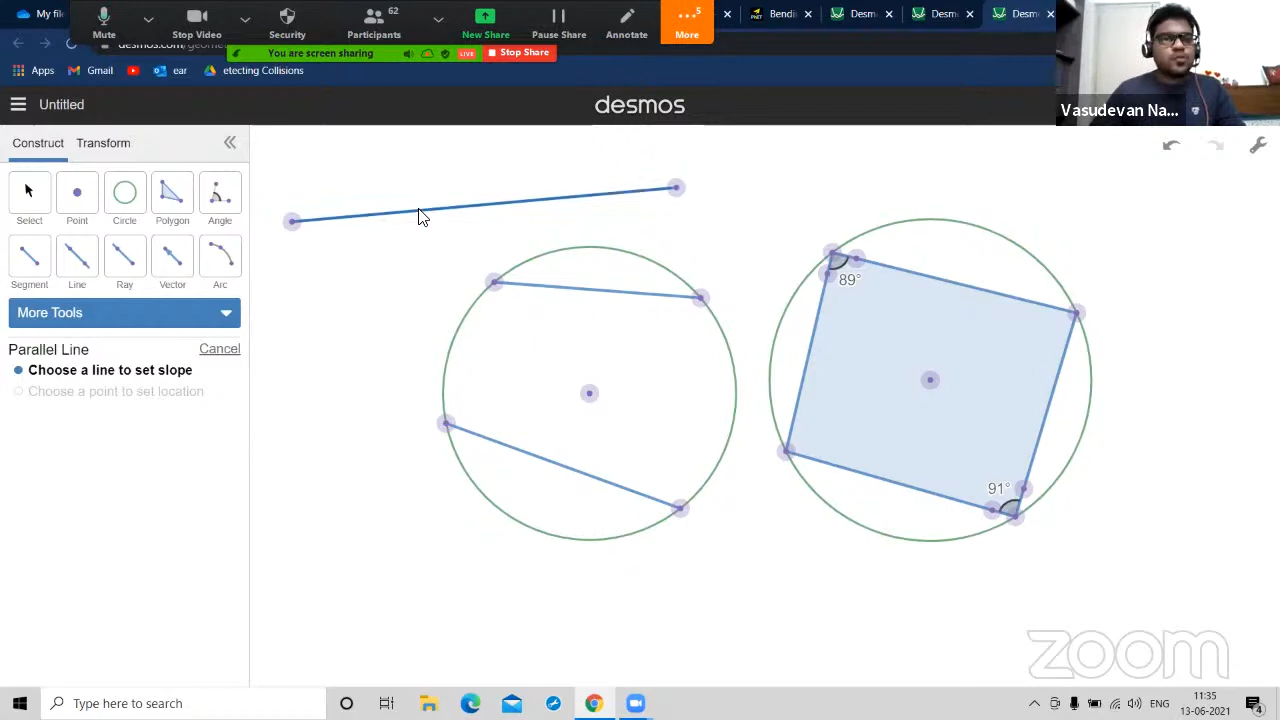 My fil
Mute
Stop Video
Security
62
Participants
New Share
Pause Share
Annotate
5
More
Bendi
Desm
Desm
Desm
You are screen sharing
LIVE
Stop Share
Apps
Gmail
ear
etecting Collisions
Vasudevan Na...
Untitled
desmos
Construct
Transform
Select
Point
Circle
Polygon
Angle
Segment
Line
Ray
Vector
Arc
More Tools
Parallel Line
Cancel
Choose a line to set slope
Choose a point to set location
89°
91°
zoom
Type here to search
ENG
11:35
13-06-2021
4